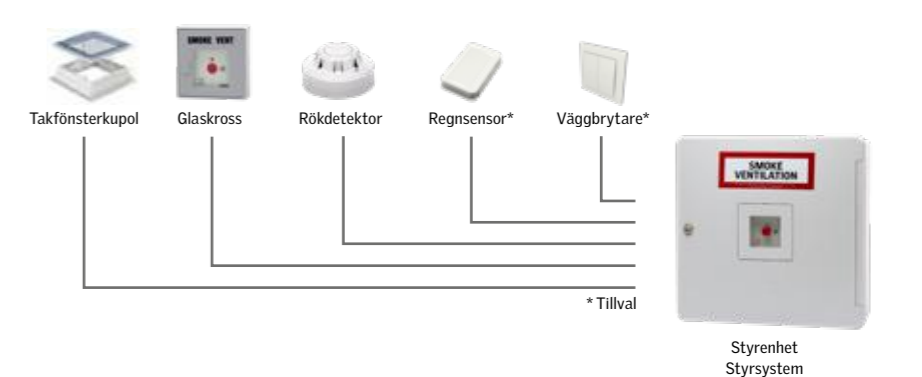 SMOKE VENT
Takfönsterkupol
Glaskross
Rökdetektor
Regnsensor*
Väggbrytare*
SMOKE
VENTILATION
* Tillval
Styrenhet
Styrsystem